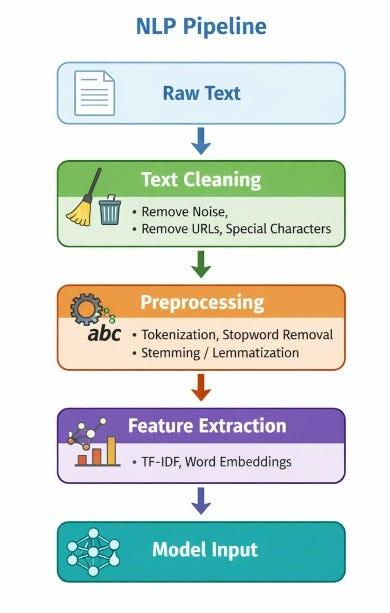 NLP Pipeline
Raw Text
Text Cleaning
• Remove Noise,
• Remove URLs, Special Characters
Preprocessing
abc
• Tokenization, Stopword Removal
• Stemming / Lemmatization
Feature Extraction
• TF-IDF, Word Embeddings
Model Input